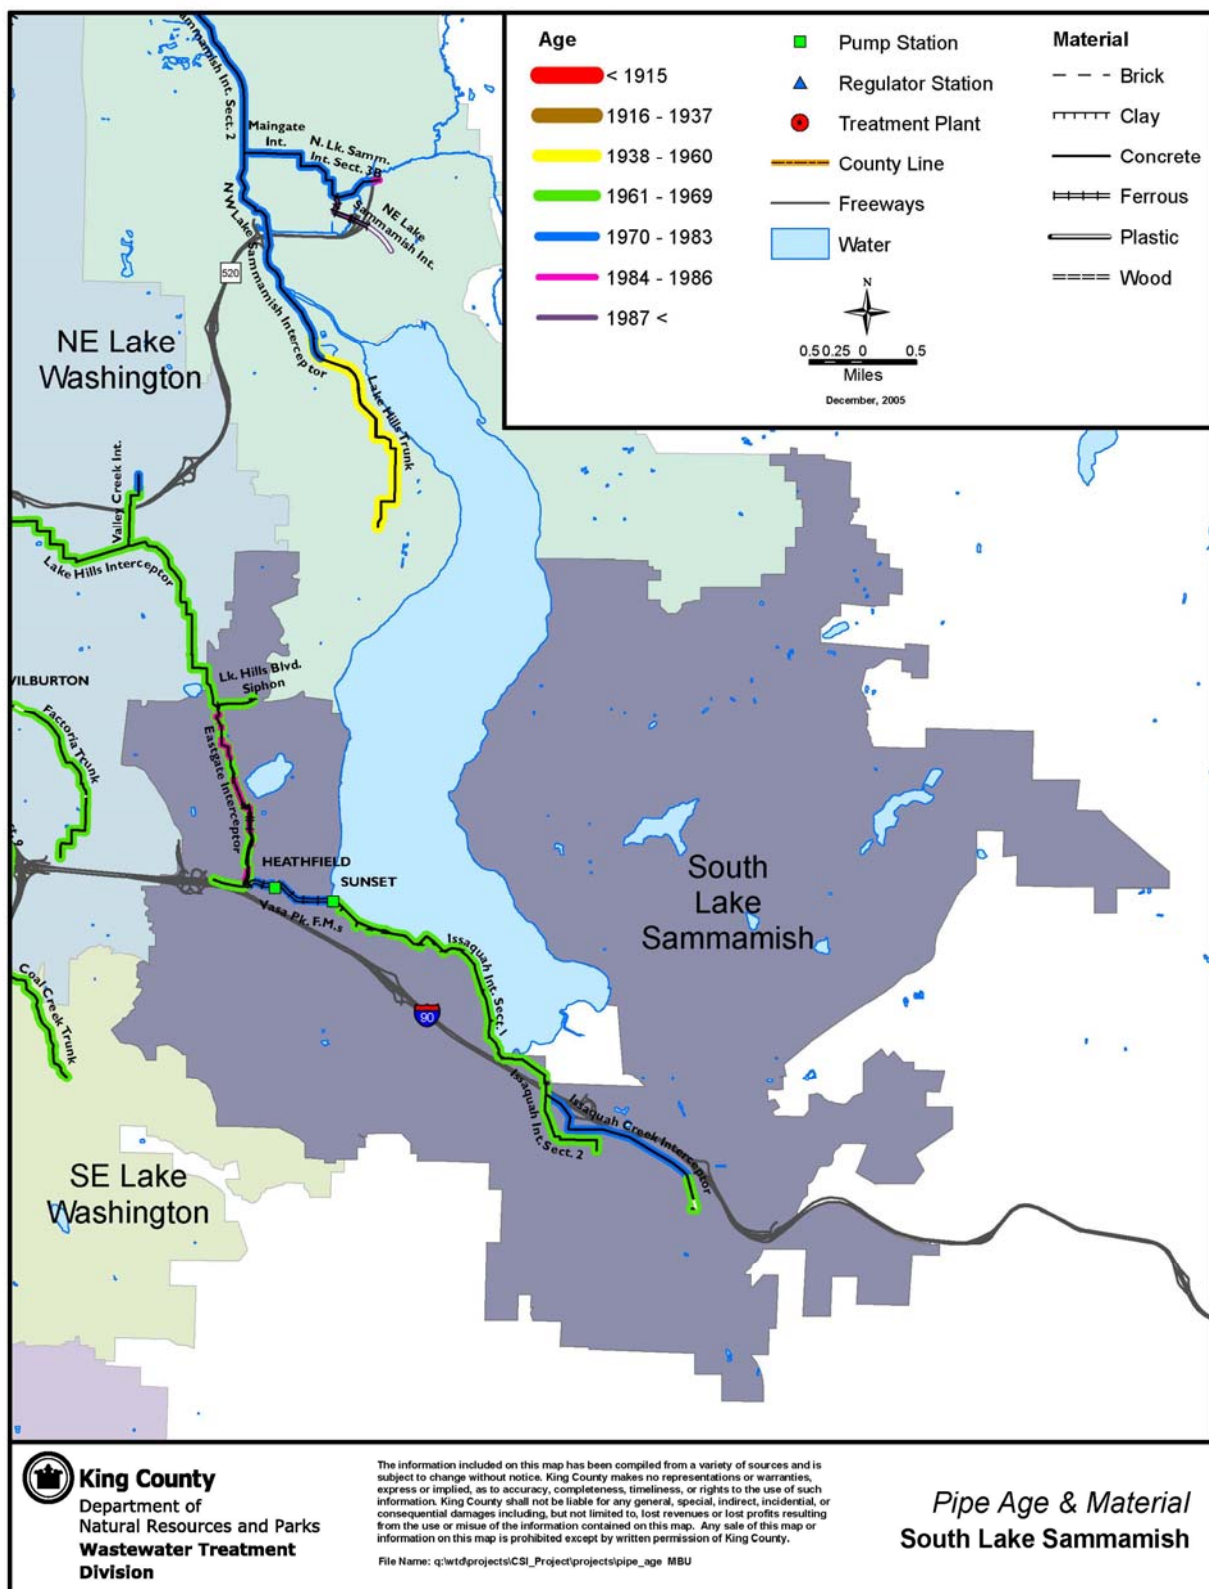 Age
< 1915
1916 - 1937
1938 - 1960
1961 - 1969
1970 - 1983
1984 - 1986
1987 <
Pump Station
Regulator Station
Treatment Plant
County Line
Freeways
Water
Material
Brick
Clay
Concrete
Ferrous
Plastic
Wood
N
0.5 0.25 0 0.5
Miles
December, 2005
Sammamish Int. Sect. 2
Maingate
Int.
N. Lk. Samm.
Int. Sect. 3B
NE Lake
Sammamish Int.
NW Lake Sammamish Interceptor
520
NE Lake
Washington
Lake Hills Trunk
Valley Creek Int.
Lake Hills Interceptor
Lk. Hills Blvd.
Siphon
VILBURTON
Factoria Trunk
Eastgate Interceptor
HEATHFIELD
SUNSET
Vasa Pk. F.M.s
South
Lake
Sammamish
Issaquah Int. Sect. 1
90
Coal Creek Trunk
Issaquah Int. Sect. 2
Issaquah Creek Interceptor
SE Lake
Washington
King County
Department of
Natural Resources and Parks
Wastewater Treatment
Division
The information included on this map has been compiled from a variety of sources and is
subject to change without notice. King County makes no representations or warranties,
express or implied, as to accuracy, completeness, timeliness, or rights to the use of such
information. King County shall not be liable for any general, special, indirect, incidental, or
consequential damages including, but not limited to, lost revenues or lost profits resulting
from the use or misue of the information contained on this map. Any sale of this map or
information on this map is prohibited except by written permission of King County.
File Name: q:\wtd\projects\CSI_Project\projects\pipe_age MBU
Pipe Age & Material
South Lake Sammamish